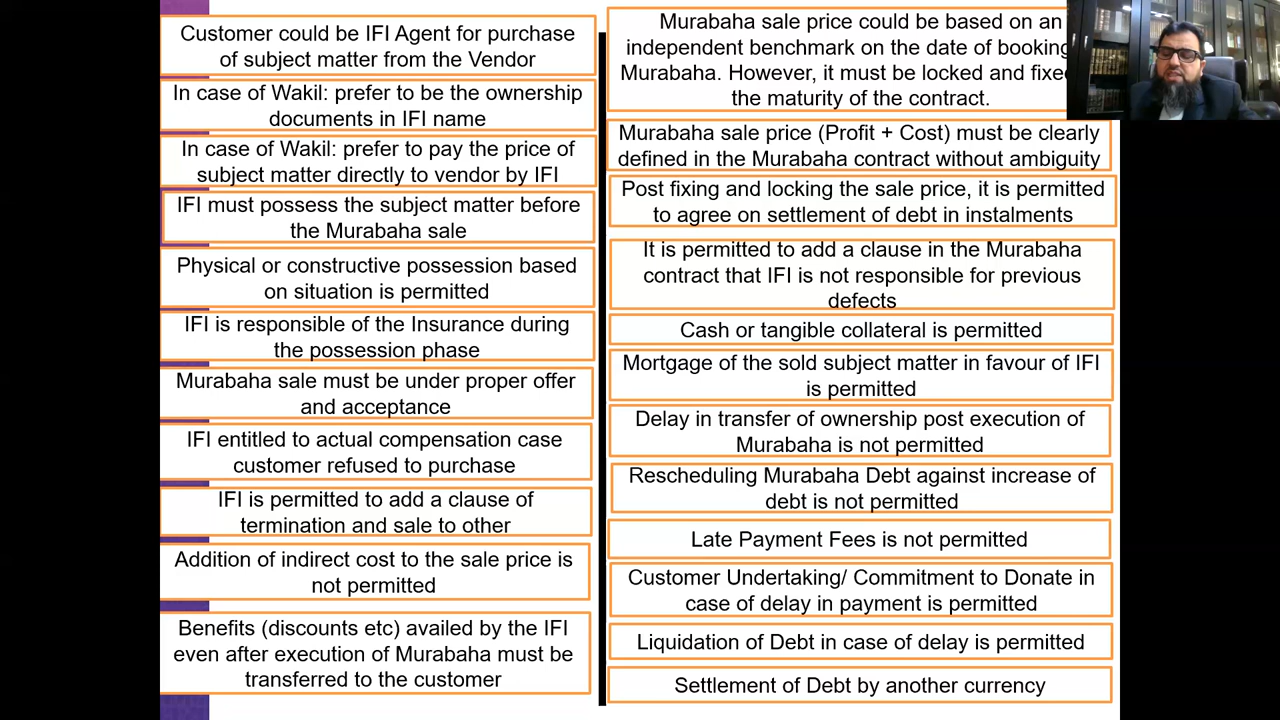 Customer could be IFI Agent for purchase
of subject matter from the Vendor
In case of Wakil: prefer to be the ownership
documents in IFI name
In case of Wakil: prefer to pay the price of
subject matter directly to vendor by IFI
IFI must possess the subject matter before
the Murabaha sale
Physical or constructive possession based
on situation is permitted
IFI is responsible of the Insurance during
the possession phase
Murabaha sale must be under proper offer
and acceptance
IFI entitled to actual compensation case
customer refused to purchase
IFI is permitted to add a clause of
termination and sale to other
Addition of indirect cost to the sale price is
not permitted
Benefits (discounts etc) availed by the IFI
even after execution of Murabaha must be
transferred to the customer
Murabaha sale price could be based on an
independent benchmark on the date of booking
Murabaha. However, it must be locked and
the maturity of the contract.
Murabaha sale price (Profit + Cost) must be clearly
defined in the Murabaha contract without ambiguity
Post fixing and locking the sale price, it is permitted
to agree on settlement of debt in instalments
It is permitted to add a clause in the Murabaha
contract that IFI is not responsible for previous
defects
Cash or tangible collateral is permitted
Mortgage of the sold subject matter in favour of IFI
is permitted
Delay in transfer of ownership post execution of
Murabaha is not permitted
Rescheduling Murabaha Debt against increase of
debt is not permitted
Late Payment Fees is not permitted
Customer Undertaking/ Commitment to Donate in
case of delay in payment is permitted
Liquidation of Debt in case of delay is permitted
Settlement of Debt by another currency